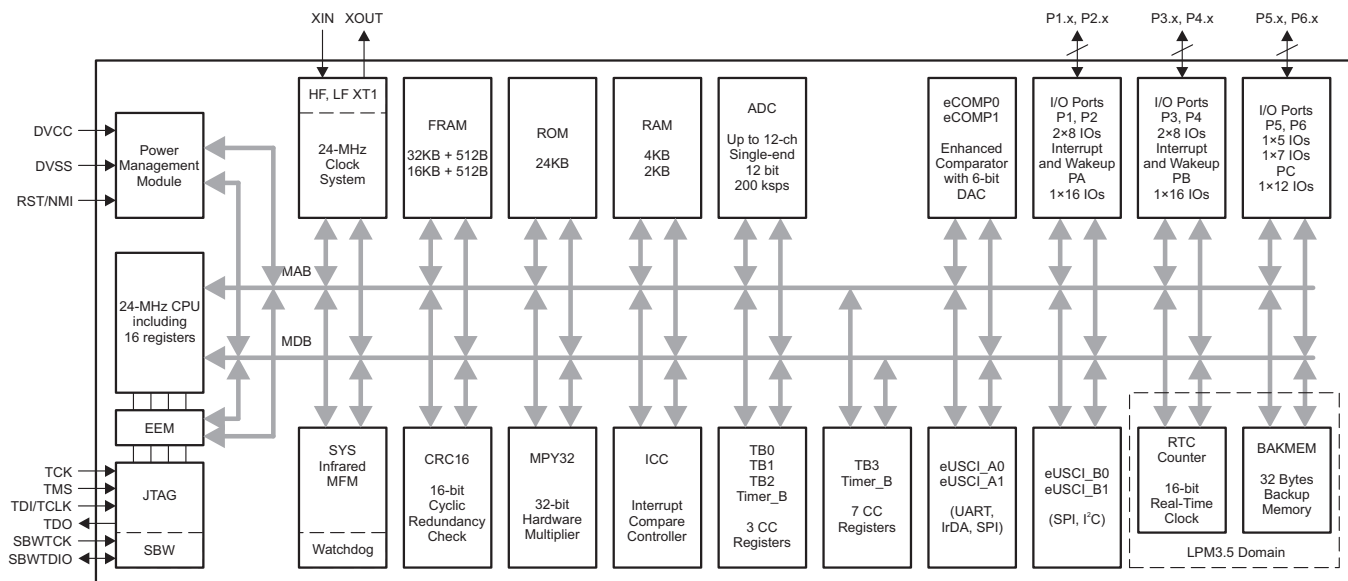 XIN
XOUT
P1.x, P2.x
P3.x, P4.x
P5.x, P6.x
DVCC
DVSS
RST/NMI
Power
Management
Module
HF, LF XT1
24-MHz
Clock
System
FRAM
32KB + 512B
16KB + 512B
ROM
24KB
RAM
4KB
2KB
ADC
Up to 12-ch
Single-end
12 bit
200 ksps
eCOMP0
eCOMP1
Enhanced
Comparator
with 6-bit
DAC
I/O Ports
P1, P2
2×8 IOs
Interrupt
and Wakeup
PA
1×16 IOs
I/O Ports
P3, P4
2×8 IOs
Interrupt
and Wakeup
PB
1×16 IOs
I/O Ports
P5, P6
1×5 IOs
1×7 IOs
PC
1×12 IOs
MAB
24-MHz CPU
including
16 registers
MDB
EEM
TCK
TMS
TDI/TCLK
TDO
SBWTCK
SBWTDIO
JTAG
SBW
SYS
Infrared
MFM
Watchdog
CRC16
16-bit
Cyclic
Redundancy
Check
MPY32
32-bit
Hardware
Multiplier
ICC
Interrupt
Compare
Controller
TB0
TB1
TB2
Timer_B
3 CC
Registers
TB3
Timer_B
7 CC
Registers
eUSCI_A0
eUSCI_A1
(UART,
IrDA, SPI)
eUSCI_B0
eUSCI_B1
(SPI, I²C)
RTC
Counter
16-bit
Real-Time
Clock
BAKMEM
32 Bytes
Backup
Memory
LPM3.5 Domain